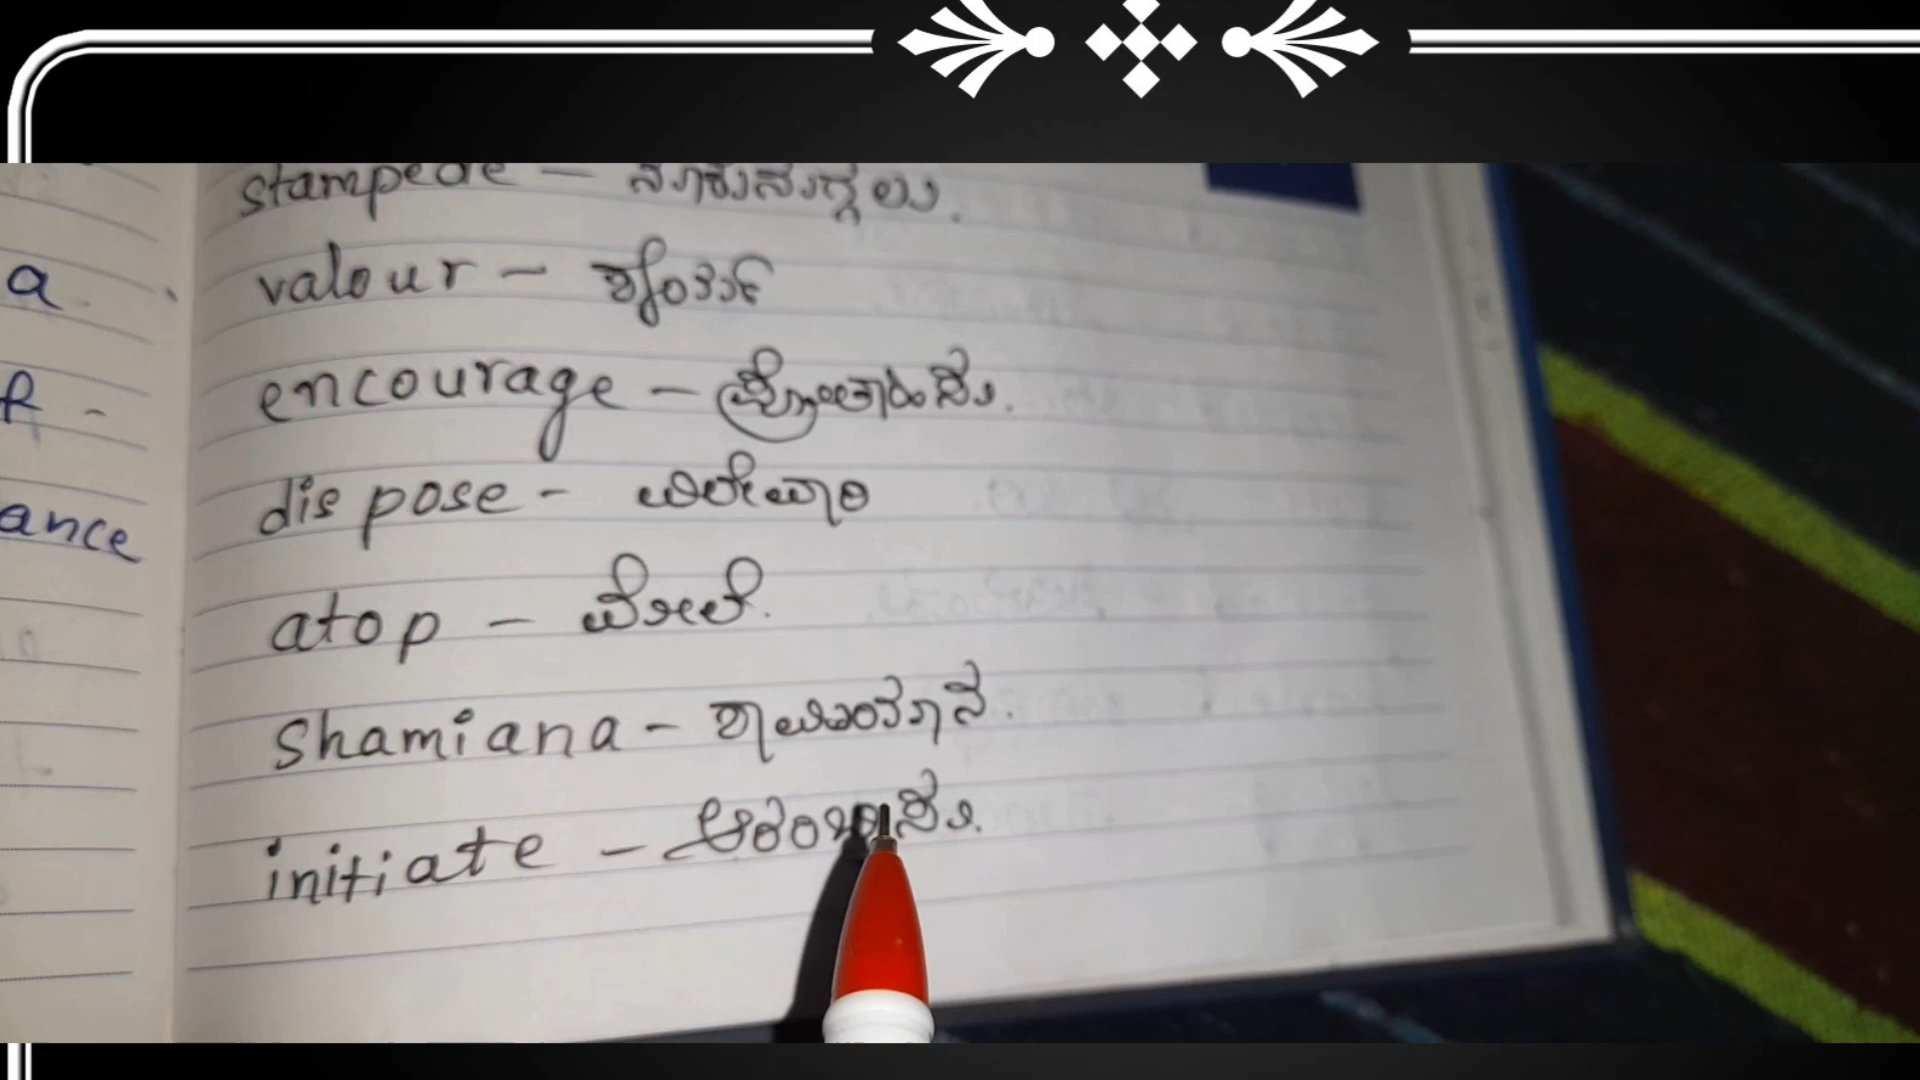 stampede - ನೂಕುನುಗ್ಗಲು.
a
valour - ಶೌರ್ಯ
encourage - ಪ್ರೋತ್ಸಾಹಿಸು.
dispose - ವಿಲೇವಾರಿ
ance
atop - ಮೇಲೆ.
Shamiana - ಶಾಮಿಯಾನ.
initiate - ಆರಂಭಿಸು.